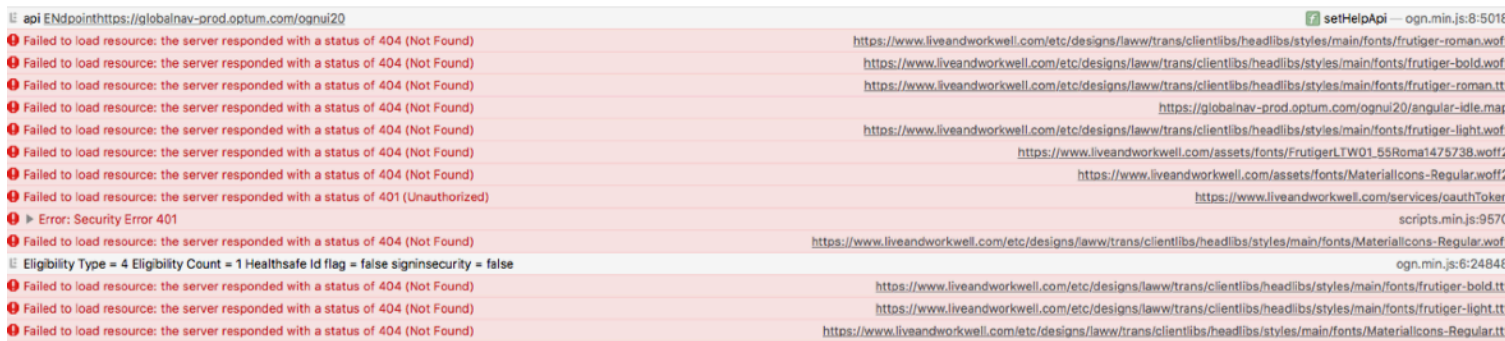 api ENdpointhttps://globalnav-prod.optum.com/ognui20 setHelpApi — ogn.min.js:8:5018
Failed to load resource: the server responded with a status of 404 (Not Found) https://www.liveandworkwell.com/etc/designs/laww/trans/clientlibs/headlibs/styles/main/fonts/frutiger-roman.wof
Failed to load resource: the server responded with a status of 404 (Not Found) https://www.liveandworkwell.com/etc/designs/laww/trans/clientlibs/headlibs/styles/main/fonts/frutiger-bold.wof
Failed to load resource: the server responded with a status of 404 (Not Found) https://www.liveandworkwell.com/etc/designs/laww/trans/clientlibs/headlibs/styles/main/fonts/frutiger-roman.tt
Failed to load resource: the server responded with a status of 404 (Not Found) https://globalnav-prod.optum.com/ognui20/angular-idle.map
Failed to load resource: the server responded with a status of 404 (Not Found) https://www.liveandworkwell.com/etc/designs/laww/trans/clientlibs/headlibs/styles/main/fonts/frutiger-light.wof
Failed to load resource: the server responded with a status of 404 (Not Found) https://www.liveandworkwell.com/assets/fonts/FrutigerLTW01_55Roma1475738.woff2
Failed to load resource: the server responded with a status of 404 (Not Found) https://www.liveandworkwell.com/assets/fonts/MaterialIcons-Regular.woff2
Failed to load resource: the server responded with a status of 401 (Unauthorized) https://www.liveandworkwell.com/services/oauthToken
Error: Security Error 401 scripts.min.js:9570
Failed to load resource: the server responded with a status of 404 (Not Found) https://www.liveandworkwell.com/etc/designs/laww/trans/clientlibs/headlibs/styles/main/fonts/MaterialIcons-Regular.wof
Eligibility Type = 4 Eligibility Count = 1 Healthsafe Id flag = false signinsecurity = false ogn.min.js:6:24848
Failed to load resource: the server responded with a status of 404 (Not Found) https://www.liveandworkwell.com/etc/designs/laww/trans/clientlibs/headlibs/styles/main/fonts/frutiger-bold.tt
Failed to load resource: the server responded with a status of 404 (Not Found) https://www.liveandworkwell.com/etc/designs/laww/trans/clientlibs/headlibs/styles/main/fonts/frutiger-light.tt
Failed to load resource: the server responded with a status of 404 (Not Found) https://www.liveandworkwell.com/etc/designs/laww/trans/clientlibs/headlibs/styles/main/fonts/MaterialIcons-Regular.tt